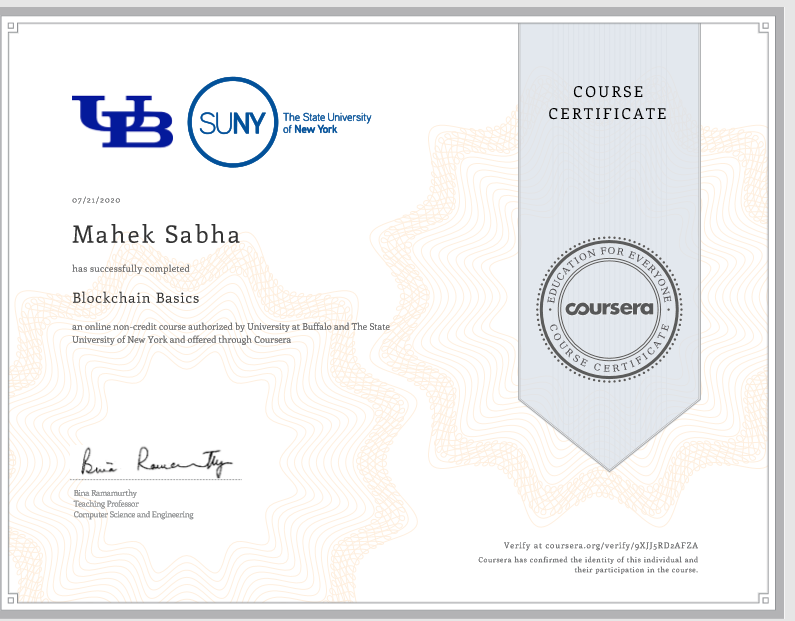 UB
SUNY
The State University
of New York
COURSE
CERTIFICATE
07/21/2020
Mahek Sabha
has successfully completed
Blockchain Basics
an online non-credit course authorized by University at Buffalo and The State
University of New York and offered through Coursera
EDUCATION FOR EVERYONE
coursera
COURSE CERTIFICATE
Bina Ramamurthy
Bina Ramamurthy
Teaching Professor
Computer Science and Engineering
Verify at coursera.org/verify/9XJJ5RD2AFZA
Coursera has confirmed the identity of this individual and
their participation in the course.